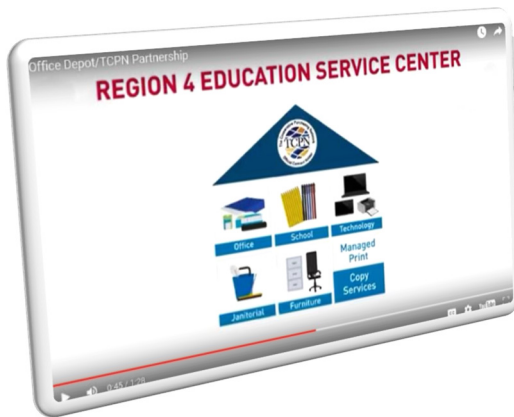 Office Depot/TCPN Partnership
REGION 4 EDUCATION SERVICE CENTER
TCPN
Office
School
Technology
Managed
Print
Janitorial
Furniture
Copy
Services
0:45 / 1:28
YouTube